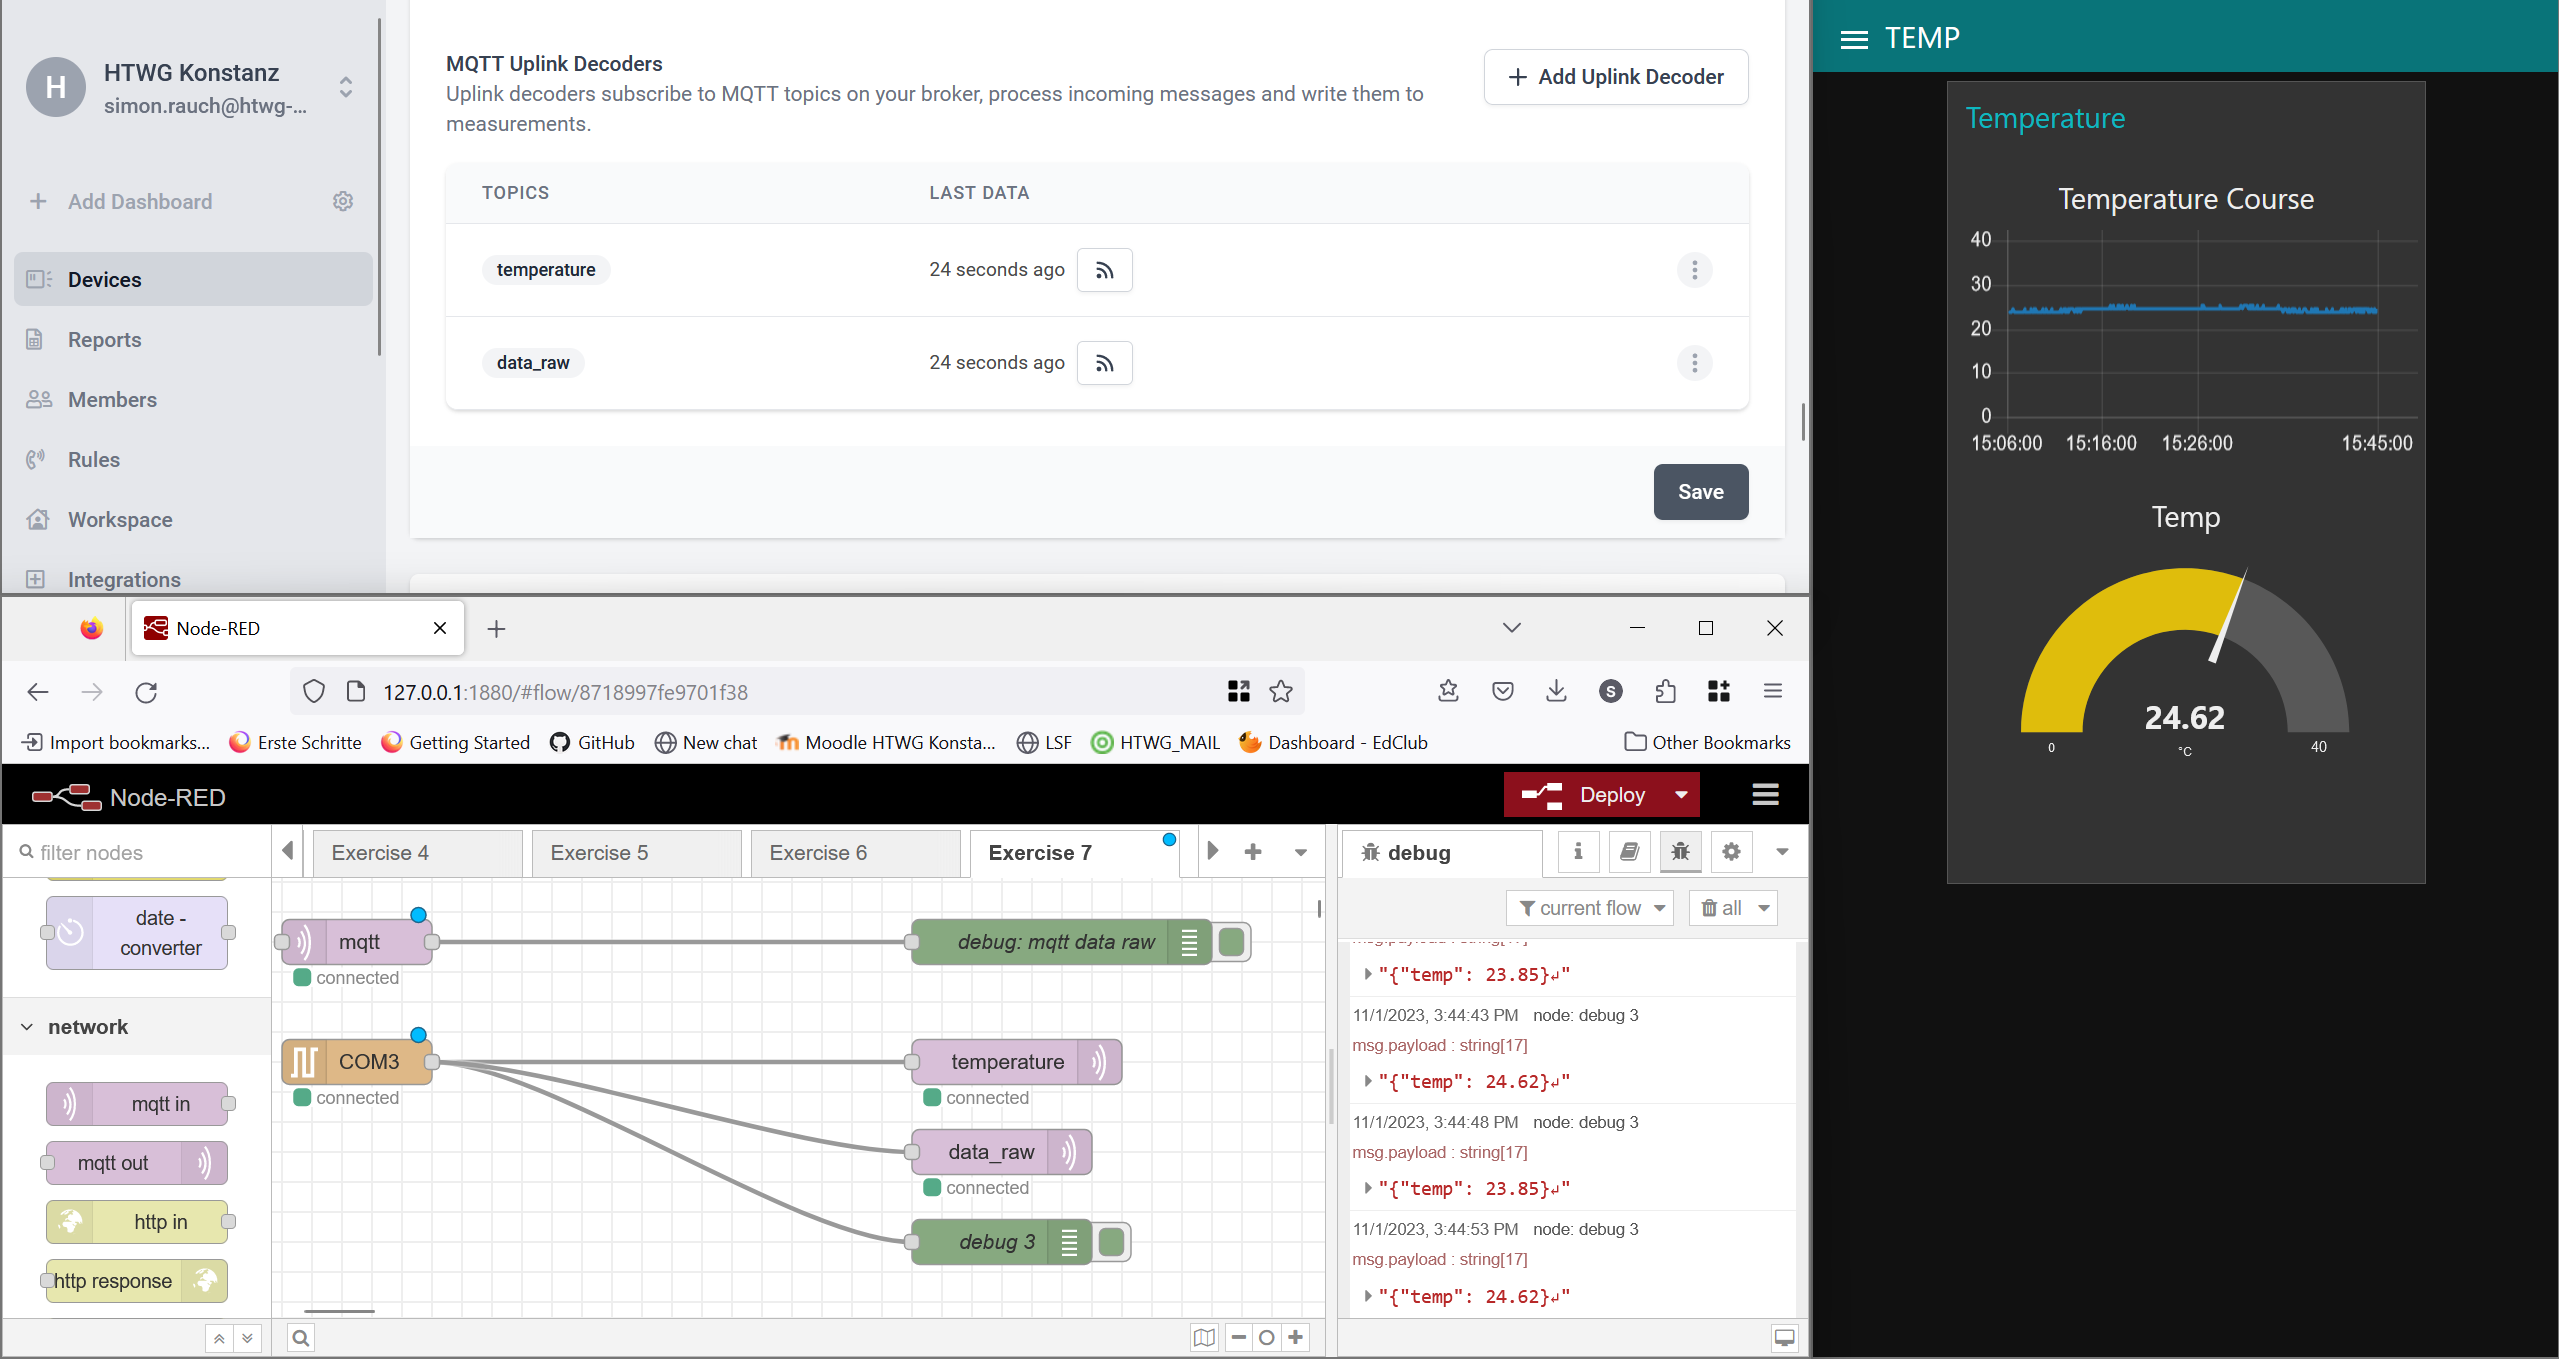 H
HTWG Konstanz
simon.rauch@htwg-...
Add Dashboard
Devices
Reports
Members
Rules
Workspace
Integrations
MQTT Uplink Decoders
Uplink decoders subscribe to MQTT topics on your broker, process incoming messages and write them to
measurements.
+ Add Uplink Decoder
TOPICS LAST DATA
temperature 24 seconds ago
data_raw 24 seconds ago
Save
TEMP
Temperature
Temperature Course
40
30
20
10
0
15:06:00 15:16:00 15:26:00 15:45:00
Temp
24.62
0 °C 40
Node-RED
127.0.0.1:1880/#flow/8718997fe9701f38
S
Import bookmarks... Erste Schritte Getting Started GitHub New chat Moodle HTWG Konsta... LSF HTWG_MAIL Dashboard - EdClub Other Bookmarks
Node-RED Deploy
filter nodes
date -
converter
network
mqtt in
mqtt out
http in
http response
Exercise 4 Exercise 5 Exercise 6 Exercise 7
mqtt
connected
debug: mqtt data raw
COM3
connected
temperature
connected
data_raw
connected
debug 3
debug
i
current flow all
msg.payload : string[17]
"{"temp": 23.85}↵"
11/1/2023, 3:44:43 PM node: debug 3
msg.payload : string[17]
"{"temp": 24.62}↵"
11/1/2023, 3:44:48 PM node: debug 3
msg.payload : string[17]
"{"temp": 23.85}↵"
11/1/2023, 3:44:53 PM node: debug 3
msg.payload : string[17]
"{"temp": 24.62}↵"